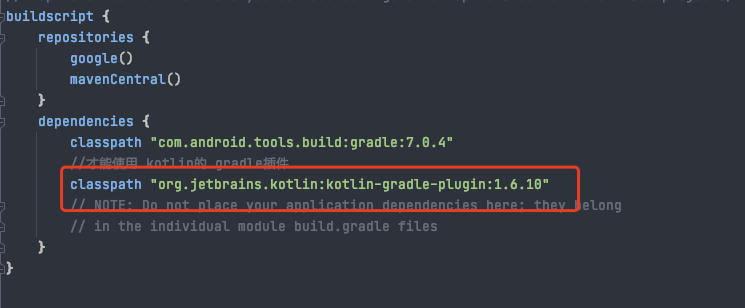 buildscript {
repositories {
google()
mavenCentral()
}
dependencies {
classpath "com.android.tools.build:gradle:7.0.4"
//才能使用 kotlin的 gradle插件
classpath "org.jetbrains.kotlin:kotlin-gradle-plugin:1.6.10"
// NOTE: Do not place your application dependencies here; they belong
// in the individual module build.gradle files
}
}